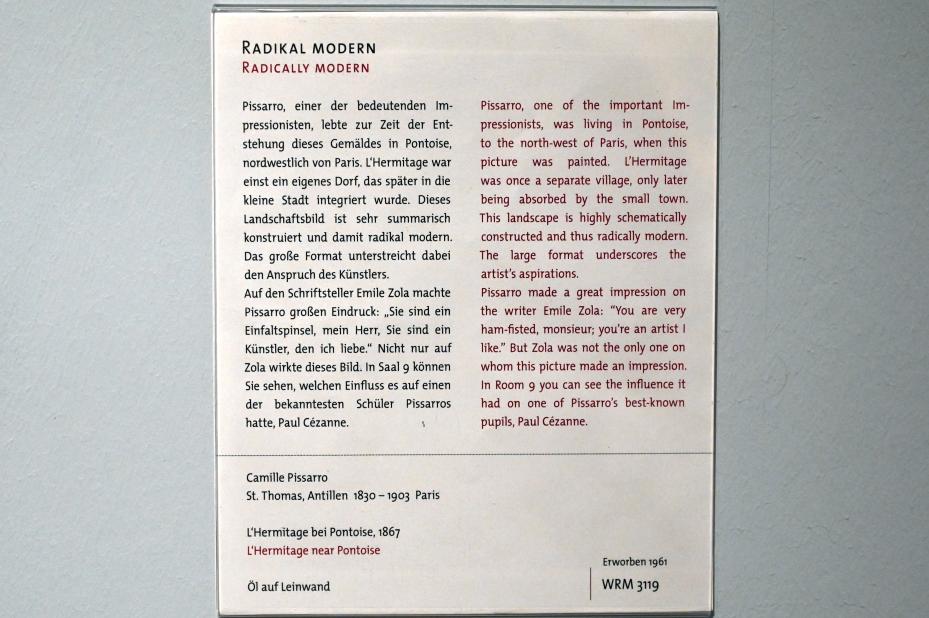 RADIKAL MODERN
RADICALLY MODERN
Pissarro, einer der bedeutenden Im-
pressionisten, lebte zur Zeit der Ent-
stehung dieses Gemäldes in Pontoise,
nordwestlich von Paris. L'Hermitage war
einst ein eigenes Dorf, das später in die
kleine Stadt integriert wurde. Dieses
Landschaftsbild ist sehr summarisch
konstruiert und damit radikal modern.
Das große Format unterstreicht dabei
den Anspruch des Künstlers.
Auf den Schriftsteller Emile Zola machte
Pissarro großen Eindruck: „Sie sind ein
Einfaltspinsel, mein Herr, Sie sind ein
Künstler, den ich liebe.“ Nicht nur auf
Zola wirkte dieses Bild. In Saal 9 können
Sie sehen, welchen Einfluss es auf einen
der bekanntesten Schüler Pissarros
hatte, Paul Cézanne.
Pissarro, one of the important Im-
pressionists, was living in Pontoise,
to the north-west of Paris, when this
picture was painted. L'Hermitage
was once a separate village, only later
being absorbed by the small town.
This landscape is highly schematically
constructed and thus radically modern.
The large format underscores the
artist's aspirations.
Pissarro made a great impression on
the writer Emile Zola: “You are very
ham-fisted, monsieur; you're an artist I
like.” But Zola was not the only one on
whom this picture made an impression.
In Room 9 you can see the influence it
had on one of Pissarro's best-known
pupils, Paul Cézanne.
Camille Pissarro
St. Thomas, Antillen 1830 – 1903 Paris
L'Hermitage bei Pontoise, 1867
L'Hermitage near Pontoise
Öl auf Leinwand
Erworben 1961
WRM 3119